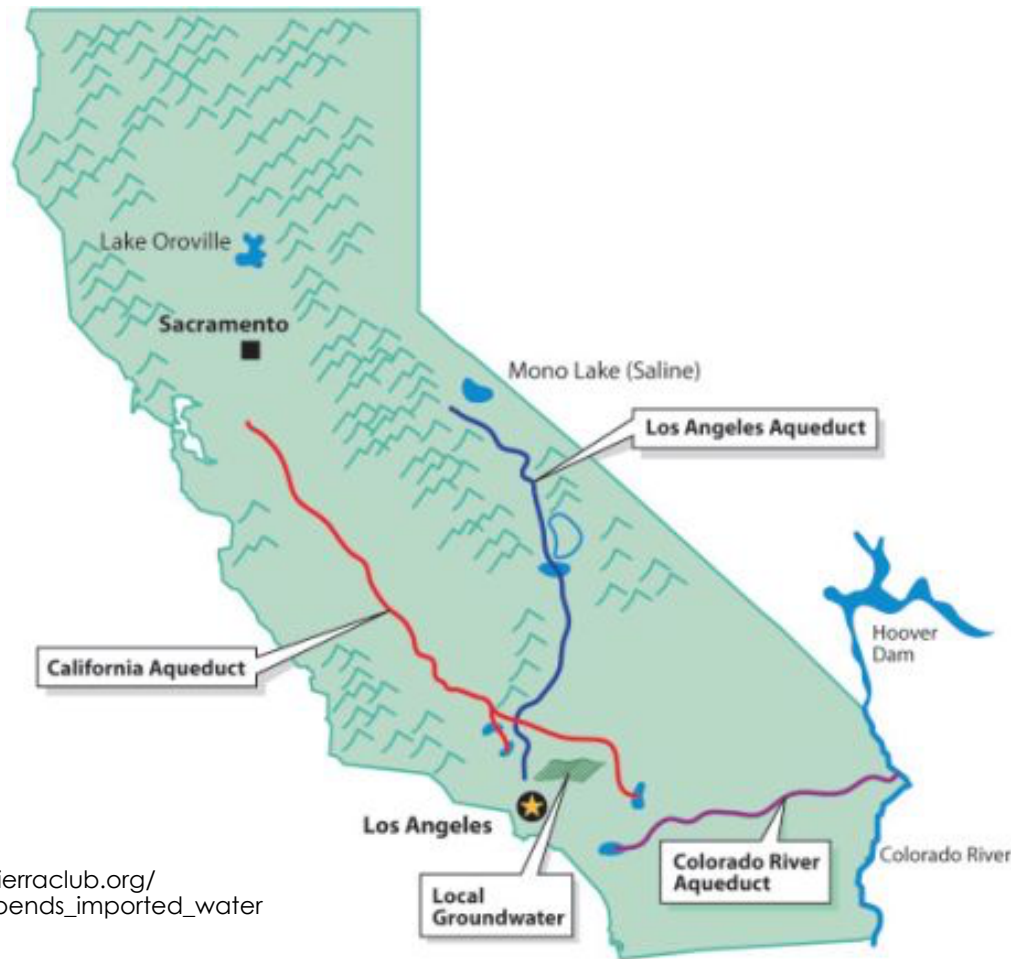 Lake Oroville
Sacramento
Mono Lake (Saline)
Los Angeles Aqueduct
Hoover
Dam
California Aqueduct
Los Angeles
Colorado River
Aqueduct
Colorado River
Local
Groundwater
ierraclub.org/
pends_imported_water